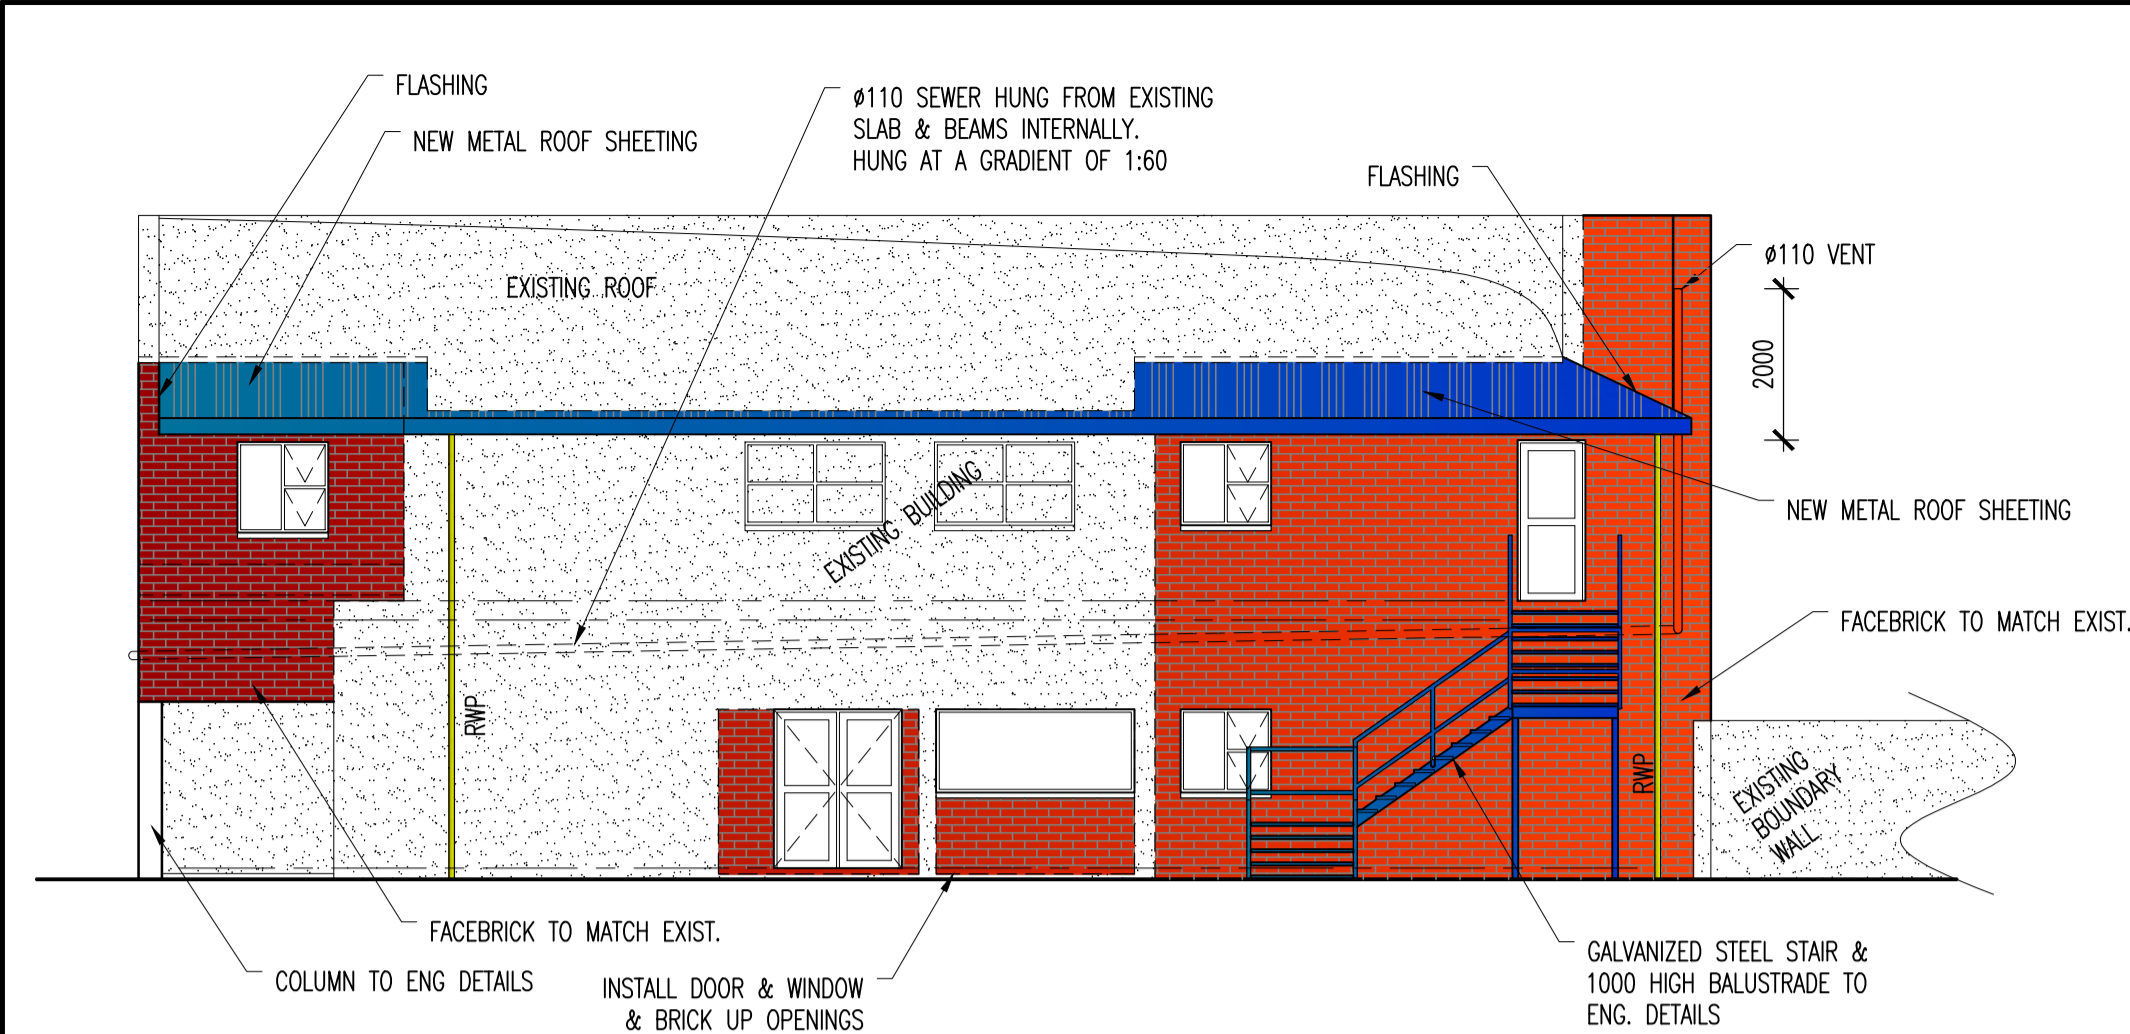 FLASHING
NEW METAL ROOF SHEETING
ø110 SEWER HUNG FROM EXISTING
SLAB & BEAMS INTERNALLY.
HUNG AT A GRADIENT OF 1:60
FLASHING
ø110 VENT
EXISTING ROOF
2000
EXISTING BUILDING
NEW METAL ROOF SHEETING
FACEBRICK TO MATCH EXIST.
RWP
RWP
EXISTING
BOUNDARY
WALL
FACEBRICK TO MATCH EXIST.
COLUMN TO ENG DETAILS
INSTALL DOOR & WINDOW
& BRICK UP OPENINGS
GALVANIZED STEEL STAIR &
1000 HIGH BALUSTRADE TO
ENG. DETAILS